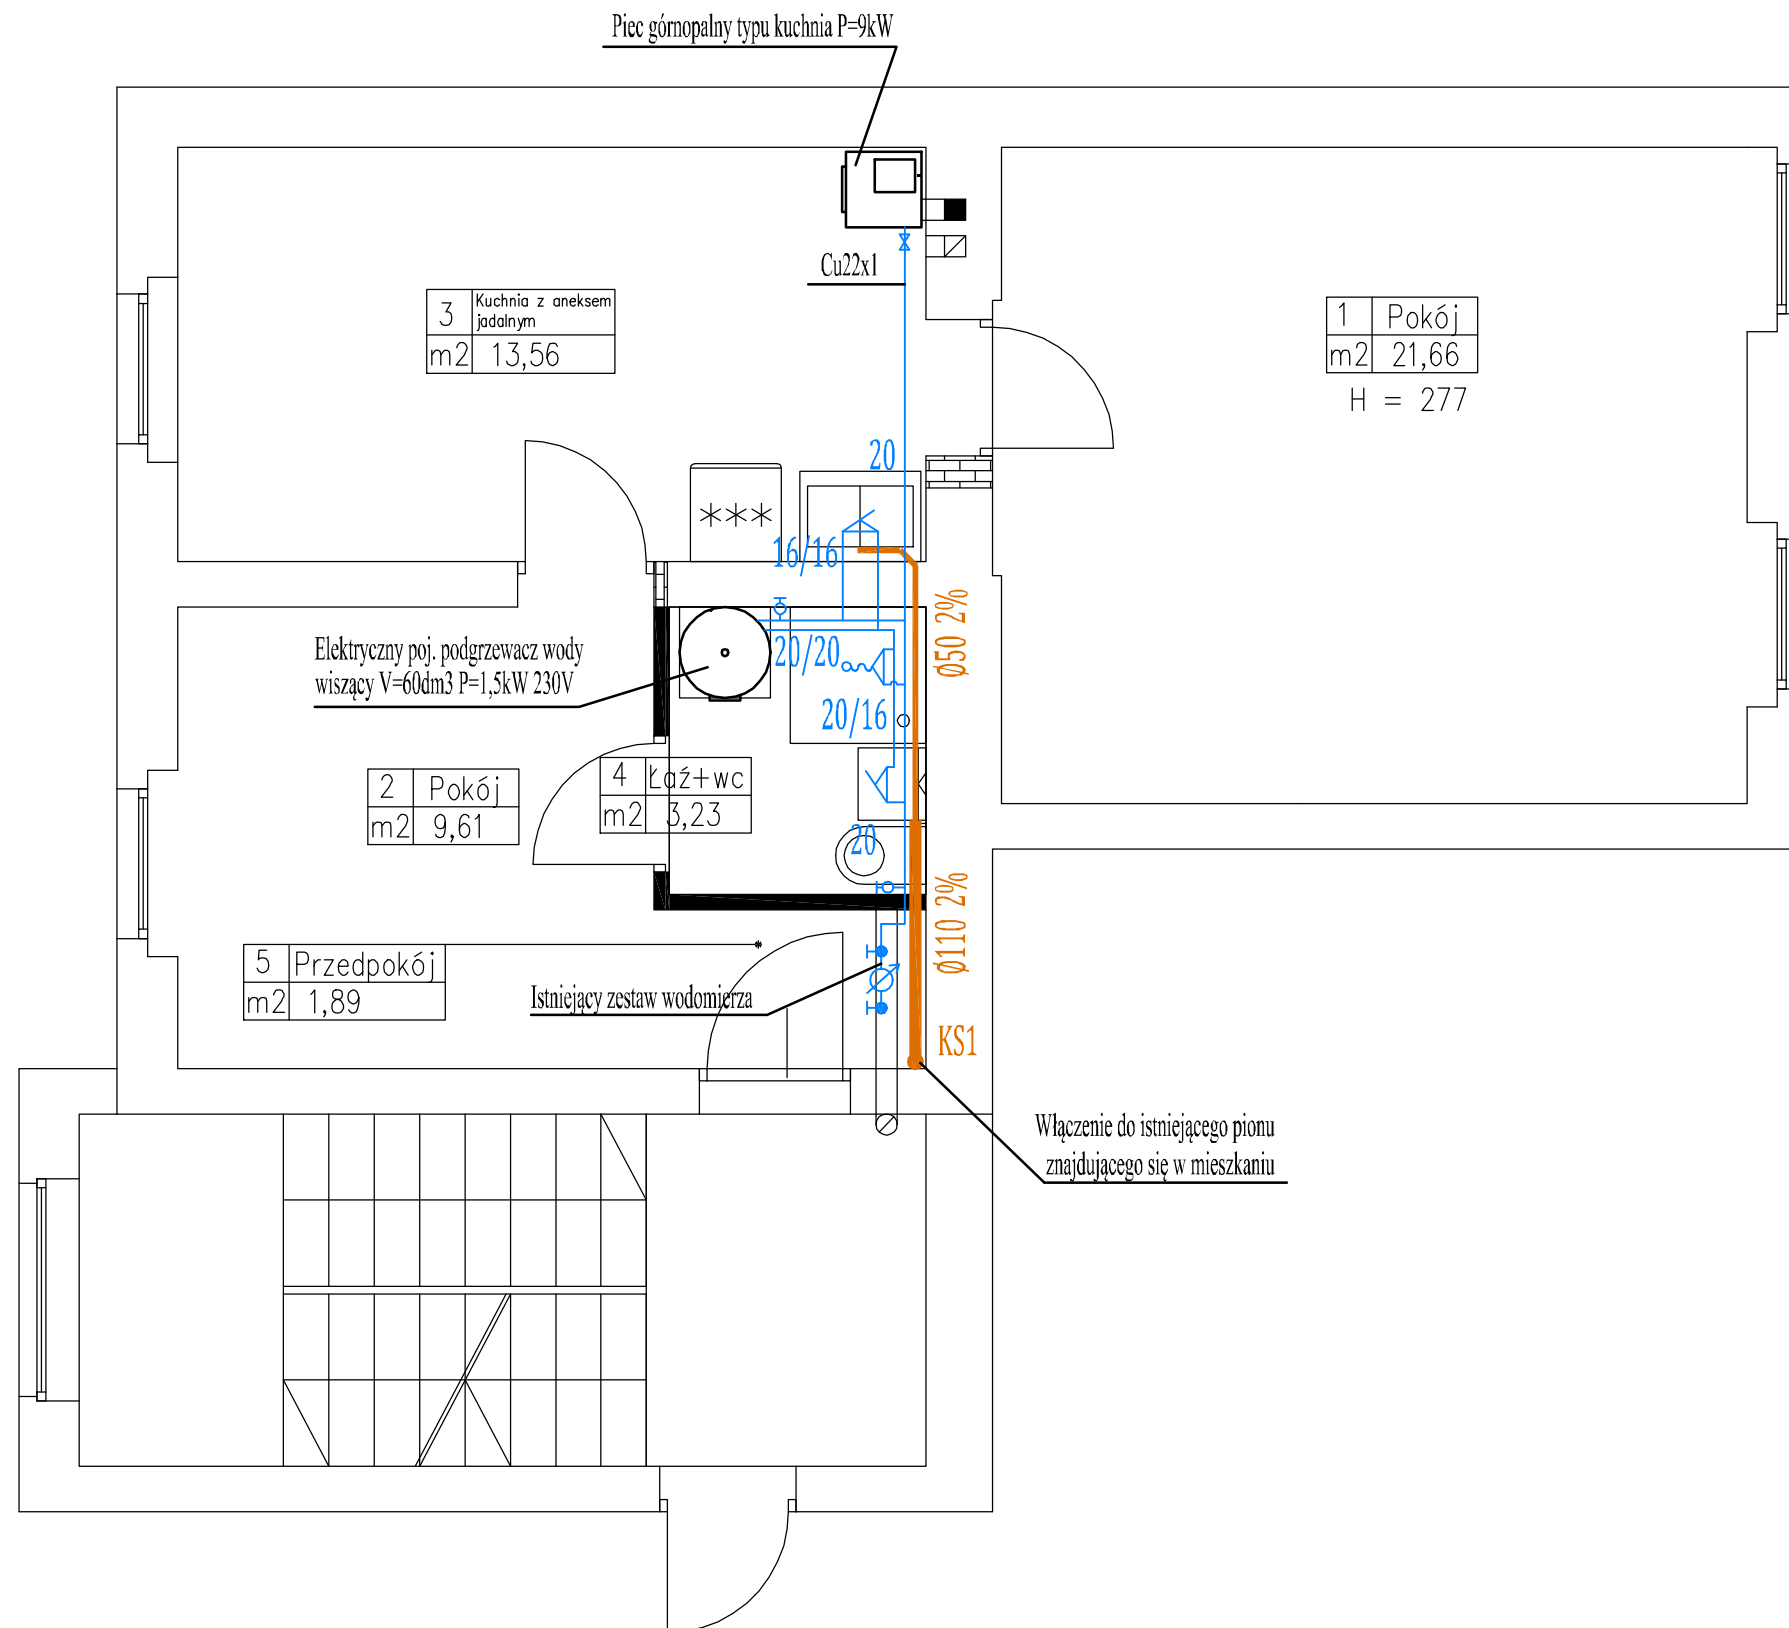 Piec górnopalny typu kuchnia P=9kW
Cu22x1
3 Kuchnia z aneksem
jadalnym
m2 13,56
1 Pokój
m2 21,66
H = 277
20
***
16/16
Ø50 2%
Elektryczny poj. podgrzewacz wody
wiszący V=60dm3 P=1,5kW 230V
20/20
20/16
4 Łaź+wc
m2 3,23
2 Pokój
m2 9,61
20
Ø110 2%
5 Przedpokój
m2 1,89
Istniejący zestaw wodomierza
KS1
Włączenie do istniejącego pionu
znajdującego się w mieszkaniu